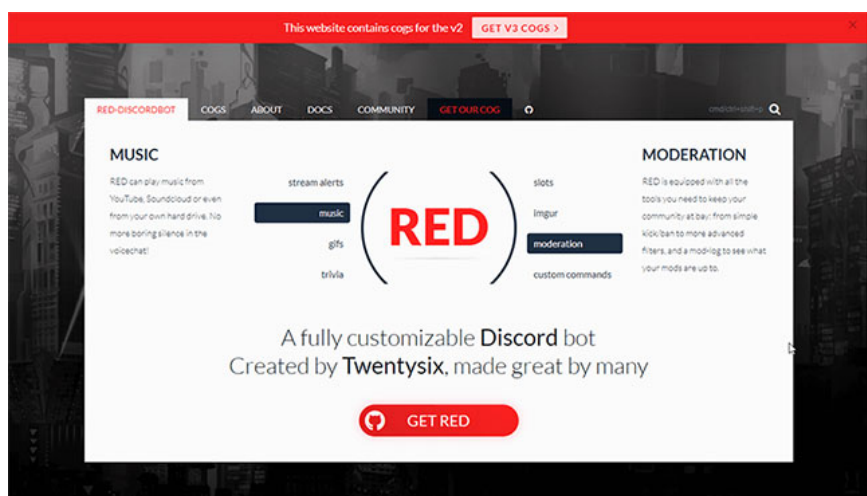 This website contains cogs for the v2 GET V3 COGS >
RED-DISCORDBOT COGS ABOUT DOCS COMMUNITY GET OUR COG cmd/ctrl+shift+p
MUSIC
RED can play music from
YouTube, Soundcloud or even
from your own hard drive. No
more boring silence in the
voicechat!
stream alerts
music
gifs
trivia
RED
slots
imgur
moderation
custom commands
MODERATION
RED is equipped with all the
tools you need to keep your
community at bay: from simple
kick/ban to more advanced
filters, and a mod-log to see what
your mods are up to.
A fully customizable Discord bot
Created by Twentysix, made great by many
GET RED